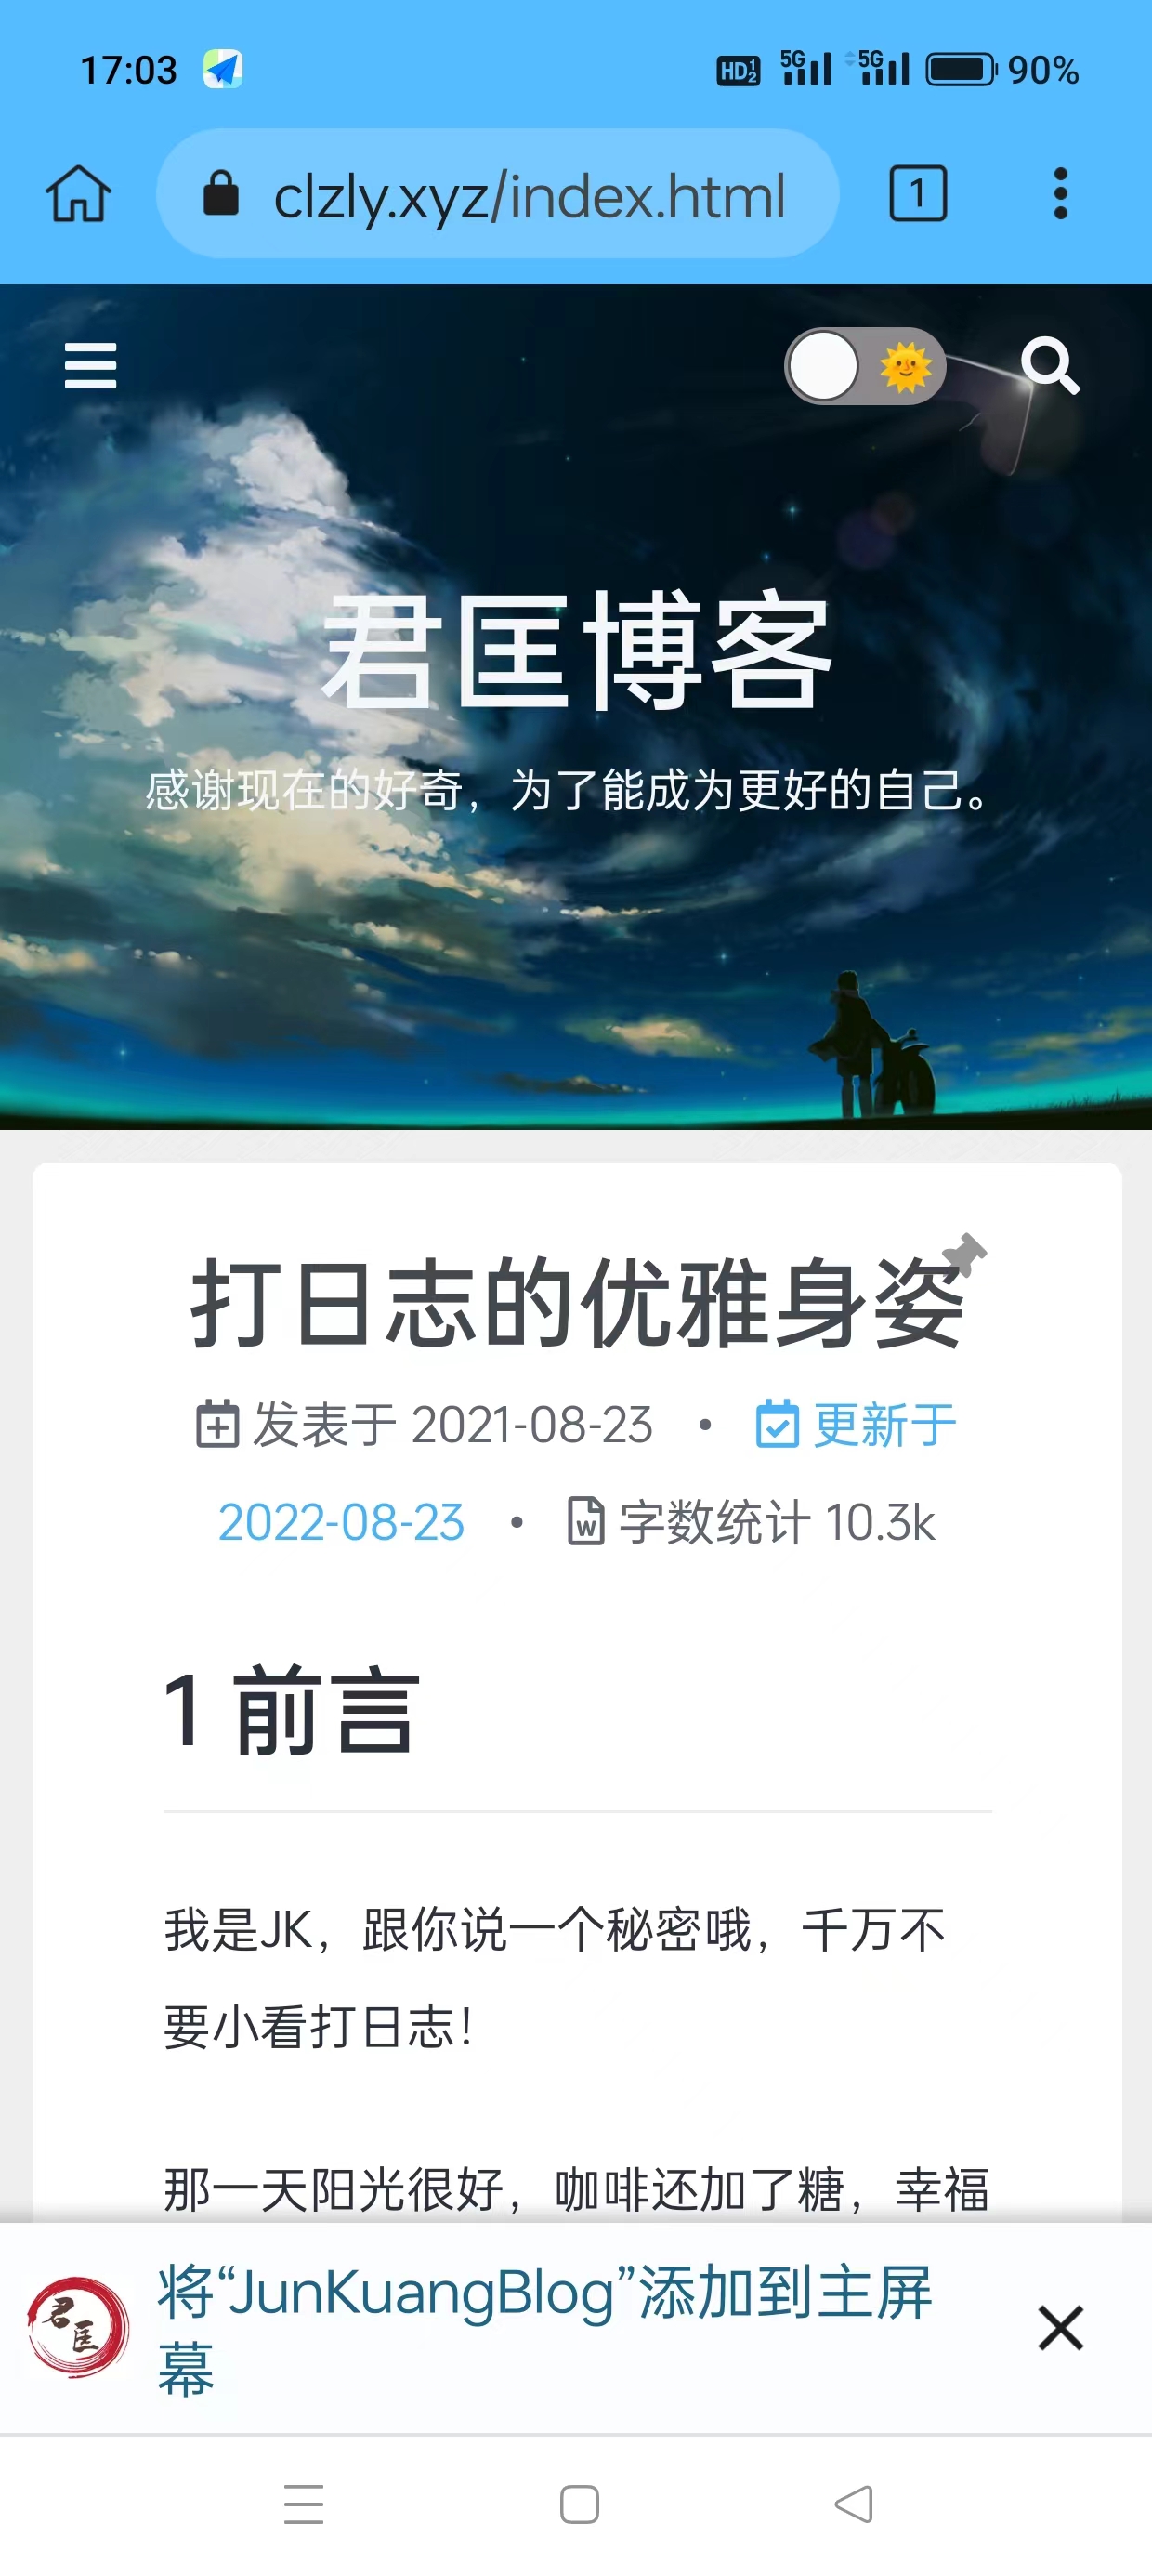 17:03 HD 1 2 5G 5G 90%
clzly.xyz/index.html 1
君匡博客
感谢现在的好奇，为了能成为更好的自己。
打日志的优雅身姿
发表于 2021-08-23 • 更新于
2022-08-23 • W 字数统计 10.3k
1 前言
我是JK，跟你说一个秘密哦，千万不
要小看打日志！
那一天阳光很好，咖啡还加了糖，幸福
君匡
将“JunKuangBlog”添加到主屏
幕